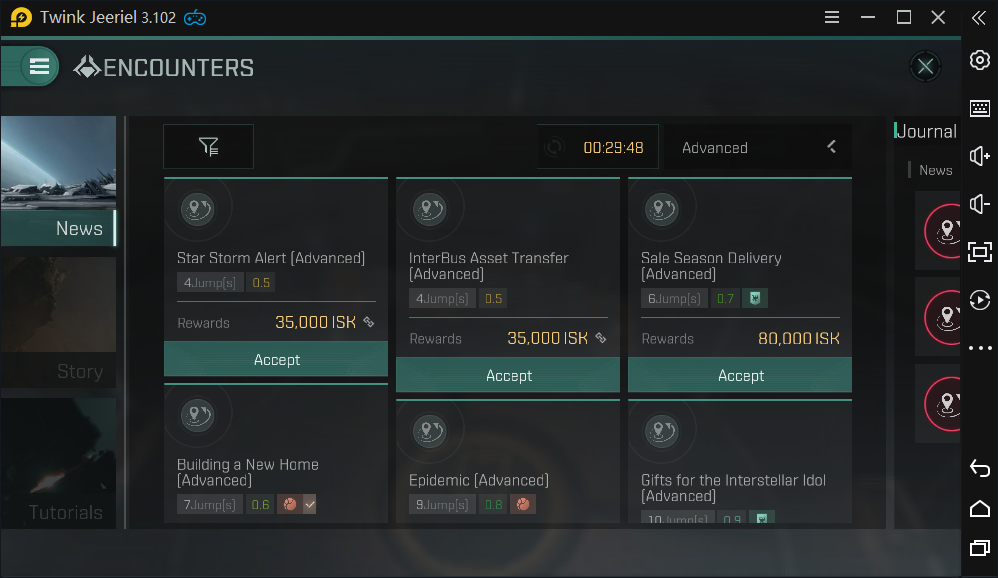 Twink Jeeriel 3.102
ENCOUNTERS
00:29:48
Advanced
Journal
News
News
Story
Tutorials
Star Storm Alert [Advanced]
4Jump[s] 0.5
Rewards 35,000 ISK
Accept
InterBus Asset Transfer
[Advanced]
4Jump[s] 0.5
Rewards 35,000 ISK
Accept
Sale Season Delivery
[Advanced]
6Jump[s] 0.7
Rewards 80,000 ISK
Accept
Building a New Home
[Advanced]
7Jump[s] 0.6
Epidemic [Advanced]
9Jump[s] 0.8
Gifts for the Interstellar Idol
[Advanced]
10Jump[s] 0.9